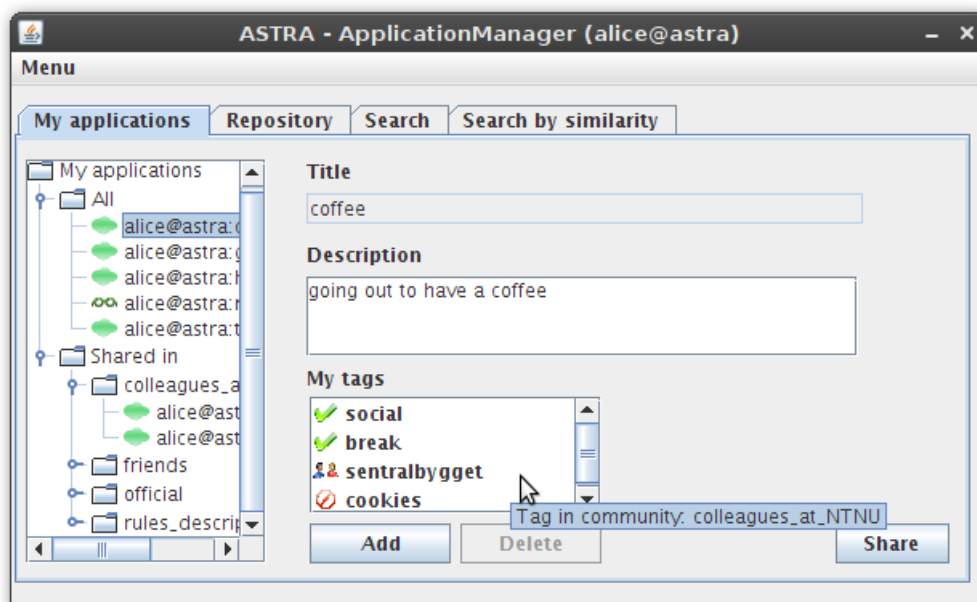 ASTRA - ApplicationManager (alice@astra)
Menu
My applications
Repository
Search
Search by similarity
My applications
All
alice@astra:
alice@astra:
alice@astra:
alice@astra:
alice@astra:t
Shared in
colleagues_a
alice@ast
alice@ast
friends
official
rules_descrip
Title
coffee
Description
going out to have a coffee
My tags
social
break
sentralbygget
cookies
Tag in community: colleagues_at_NTNU
Add
Delete
Share